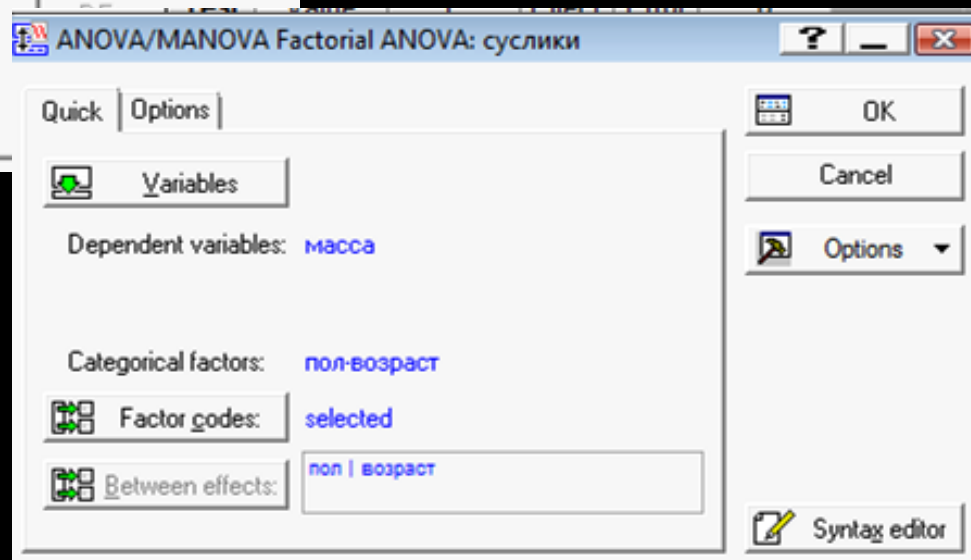 ANOVA/MANOVA Factorial ANOVA: суслики
Quick
Options
OK
Variables
Cancel
Dependent variables: масса
Options
Categorical factors: пол-возраст
Factor codes: selected
Between effects: пол | возраст
Syntax editor